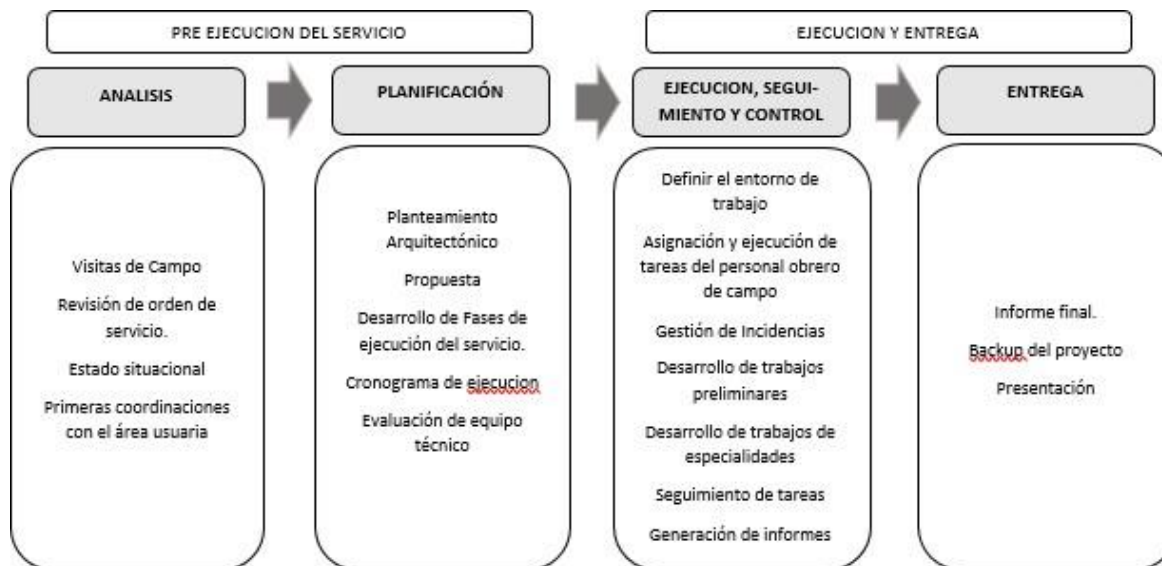 PRE EJECUCION DEL SERVICIO
EJECUCION Y ENTREGA
ANALISIS
PLANIFICACIÓN
EJECUCION, SEGUI-
MIENTO Y CONTROL
ENTREGA
Visitas de Campo
Revisión de orden de
servicio.
Estado situacional
Primeras coordinaciones
con el área usuaria
Planteamiento
Arquitectónico
Propuesta
Desarrollo de Fases de
ejecución del servicio.
Cronograma de ejecucion
Evaluación de equipo
técnico
Definir el entorno de
trabajo
Asignación y ejecución de
tareas del personal obrero
de campo
Gestión de Incidencias
Desarrollo de trabajos
preliminares
Desarrollo de trabajos de
especialidades
Seguimiento de tareas
Generación de informes
Informe final.
Backup del proyecto
Presentación